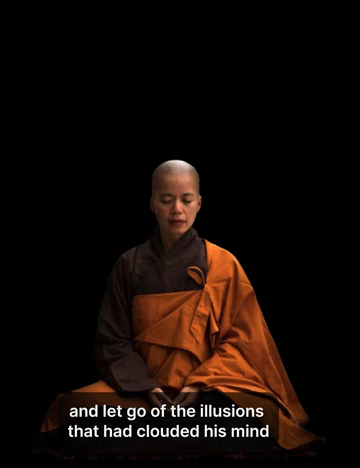 and let go of the illusions
that had clouded his mind